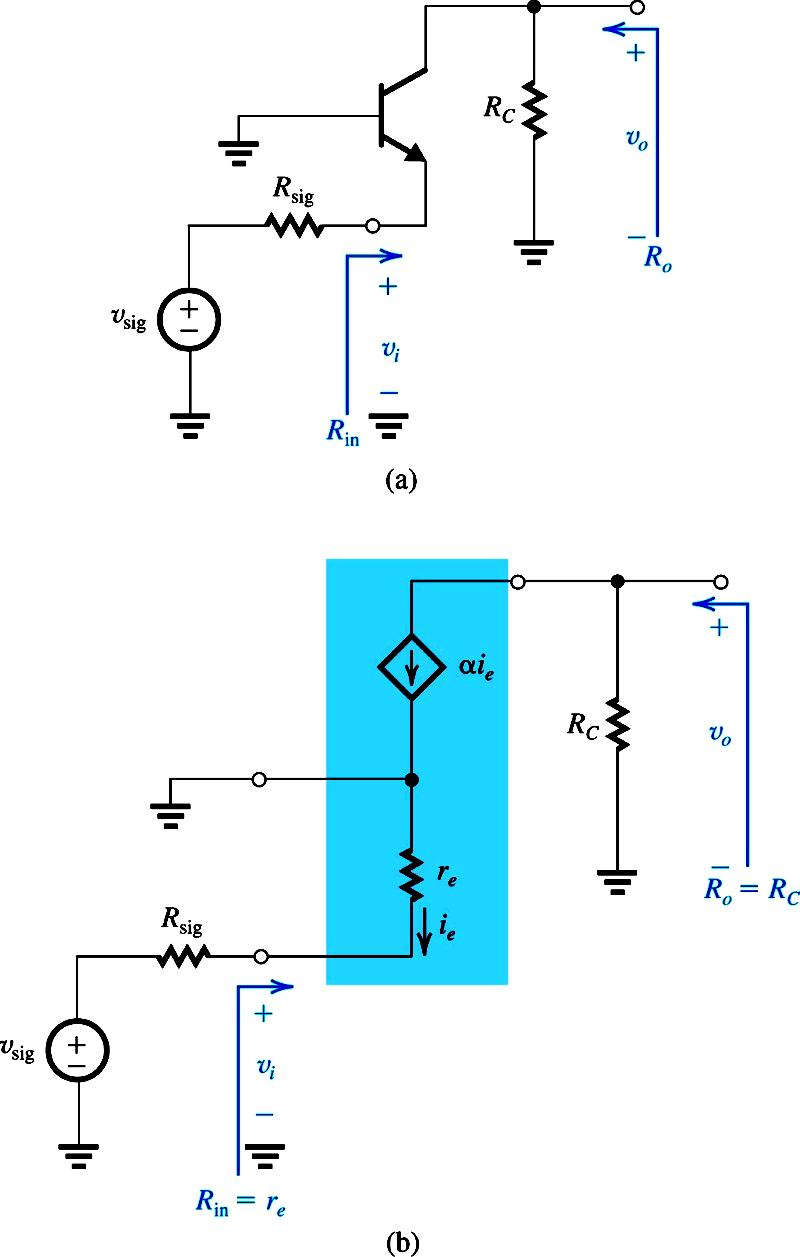 R_C
+
v_o
−
R_o
R_sig
v_sig
+
−
+
v_i
−
R_in
(a)
αi_e
+
R_C
v_o
−
R_o = R_C
r_e
i_e
R_sig
v_sig
+
−
+
v_i
−
R_in = r_e
(b)